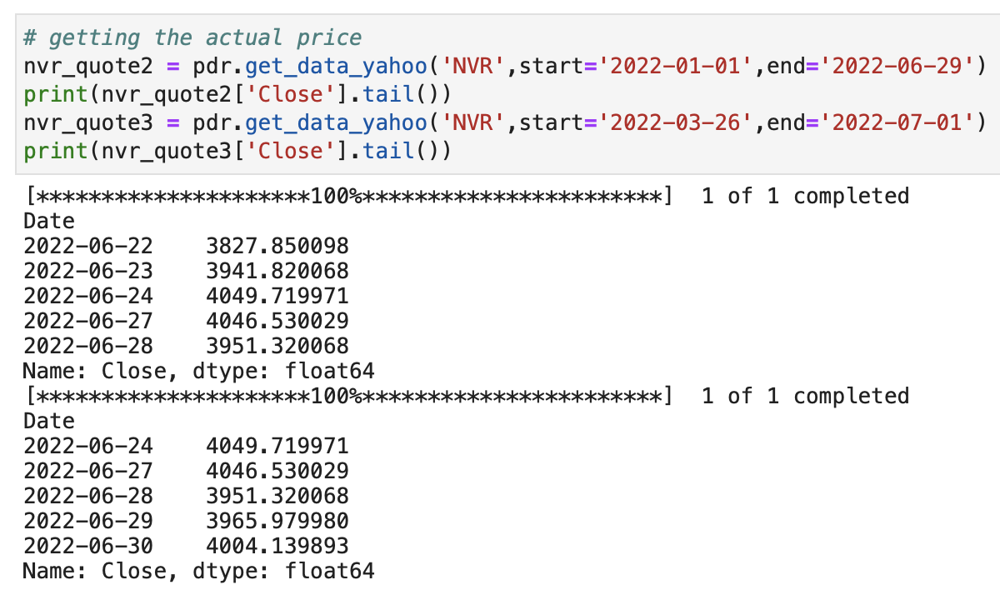 # getting the actual price
nvr_quote2 = pdr.get_data_yahoo('NVR',start='2022-01-01',end='2022-06-29')
print(nvr_quote2['Close'].tail())
nvr_quote3 = pdr.get_data_yahoo('NVR',start='2022-03-26',end='2022-07-01')
print(nvr_quote3['Close'].tail())
[*********************100%***********************]  1 of 1 completed
Date
2022-06-22    3827.850098
2022-06-23    3941.820068
2022-06-24    4049.719971
2022-06-27    4046.530029
2022-06-28    3951.320068
Name: Close, dtype: float64
[*********************100%***********************]  1 of 1 completed
Date
2022-06-24    4049.719971
2022-06-27    4046.530029
2022-06-28    3951.320068
2022-06-29    3965.979980
2022-06-30    4004.139893
Name: Close, dtype: float64